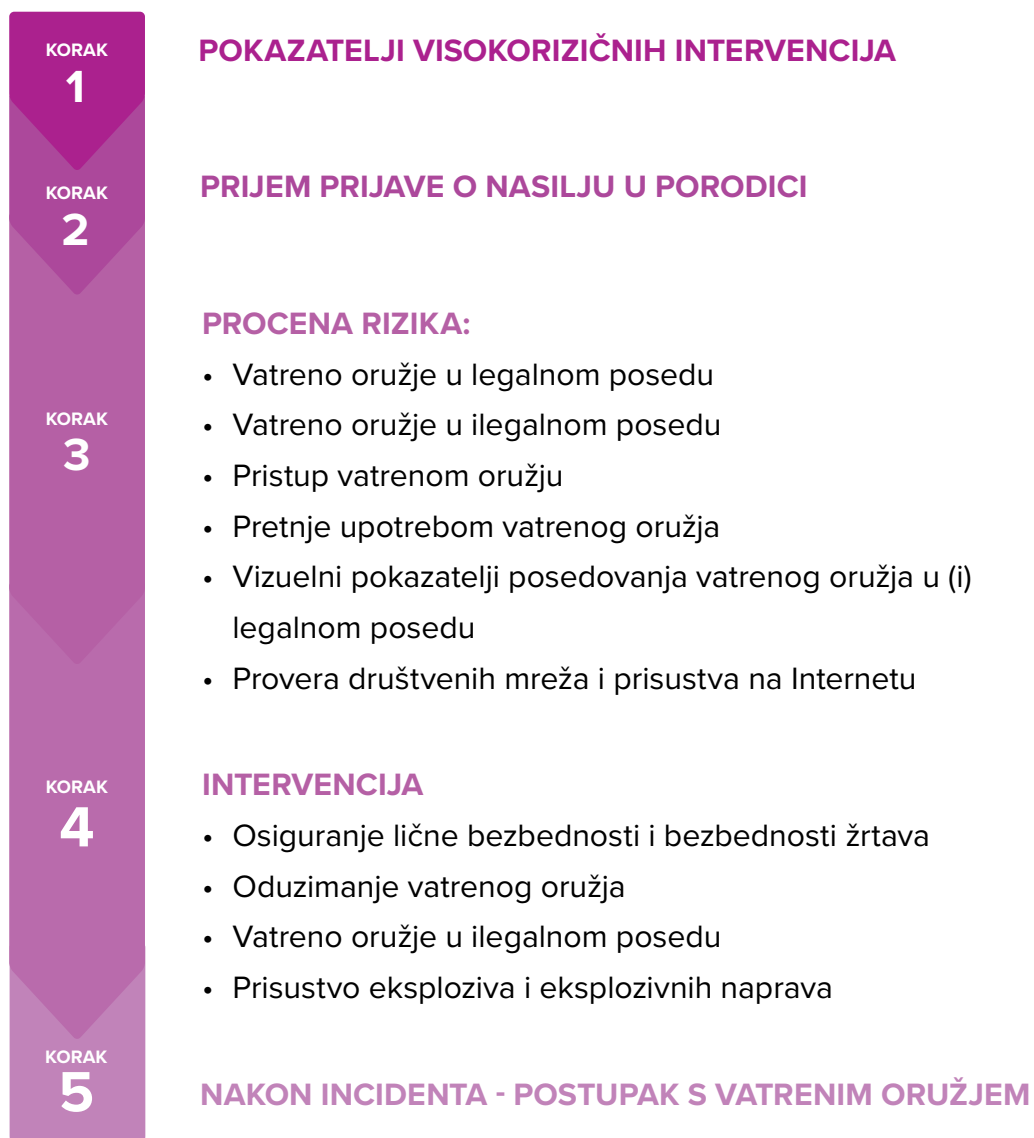 KORAK
1
POKAZATELJI VISOKORIZIČNIH INTERVENCIJA
KORAK
2
PRIJEM PRIJAVE O NASILJU U PORODICI
KORAK
3
PROCENA RIZIKA:
• Vatreno oružje u legalnom posedu
• Vatreno oružje u ilegalnom posedu
• Pristup vatrenom oružju
• Pretnje upotrebom vatrenog oružja
• Vizuelni pokazatelji posedovanja vatrenog oružja u (i)
legalnom posedu
• Provera društvenih mreža i prisustva na Internetu
KORAK
4
INTERVENCIJA
• Osiguranje lične bezbednosti i bezbednosti žrtava
• Oduzimanje vatrenog oružja
• Vatreno oružje u ilegalnom posedu
• Prisustvo eksploziva i eksplozivnih naprava
KORAK
5
NAKON INCIDENTA - POSTUPAK S VATRENIM ORUŽJEM